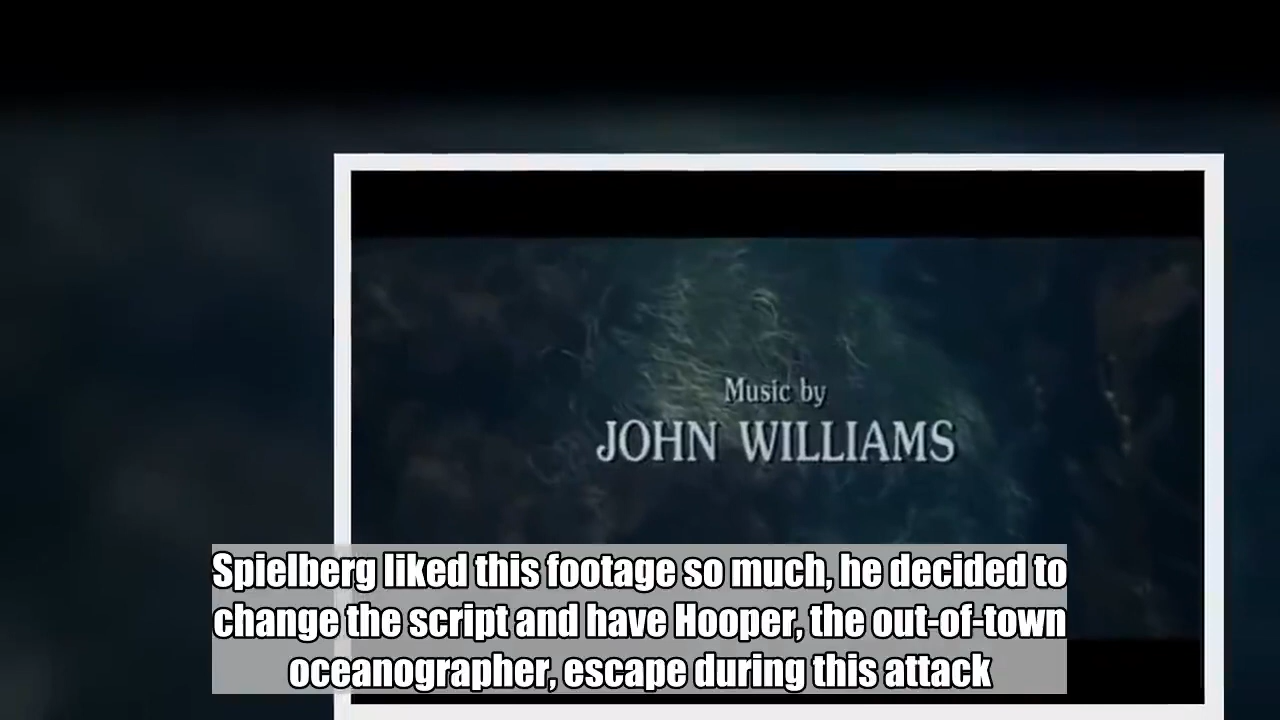 Music by
JOHN WILLIAMS
Spielberg liked this footage so much, he decided to
change the script and have Hooper, the out-of-town
oceanographer, escape during this attack